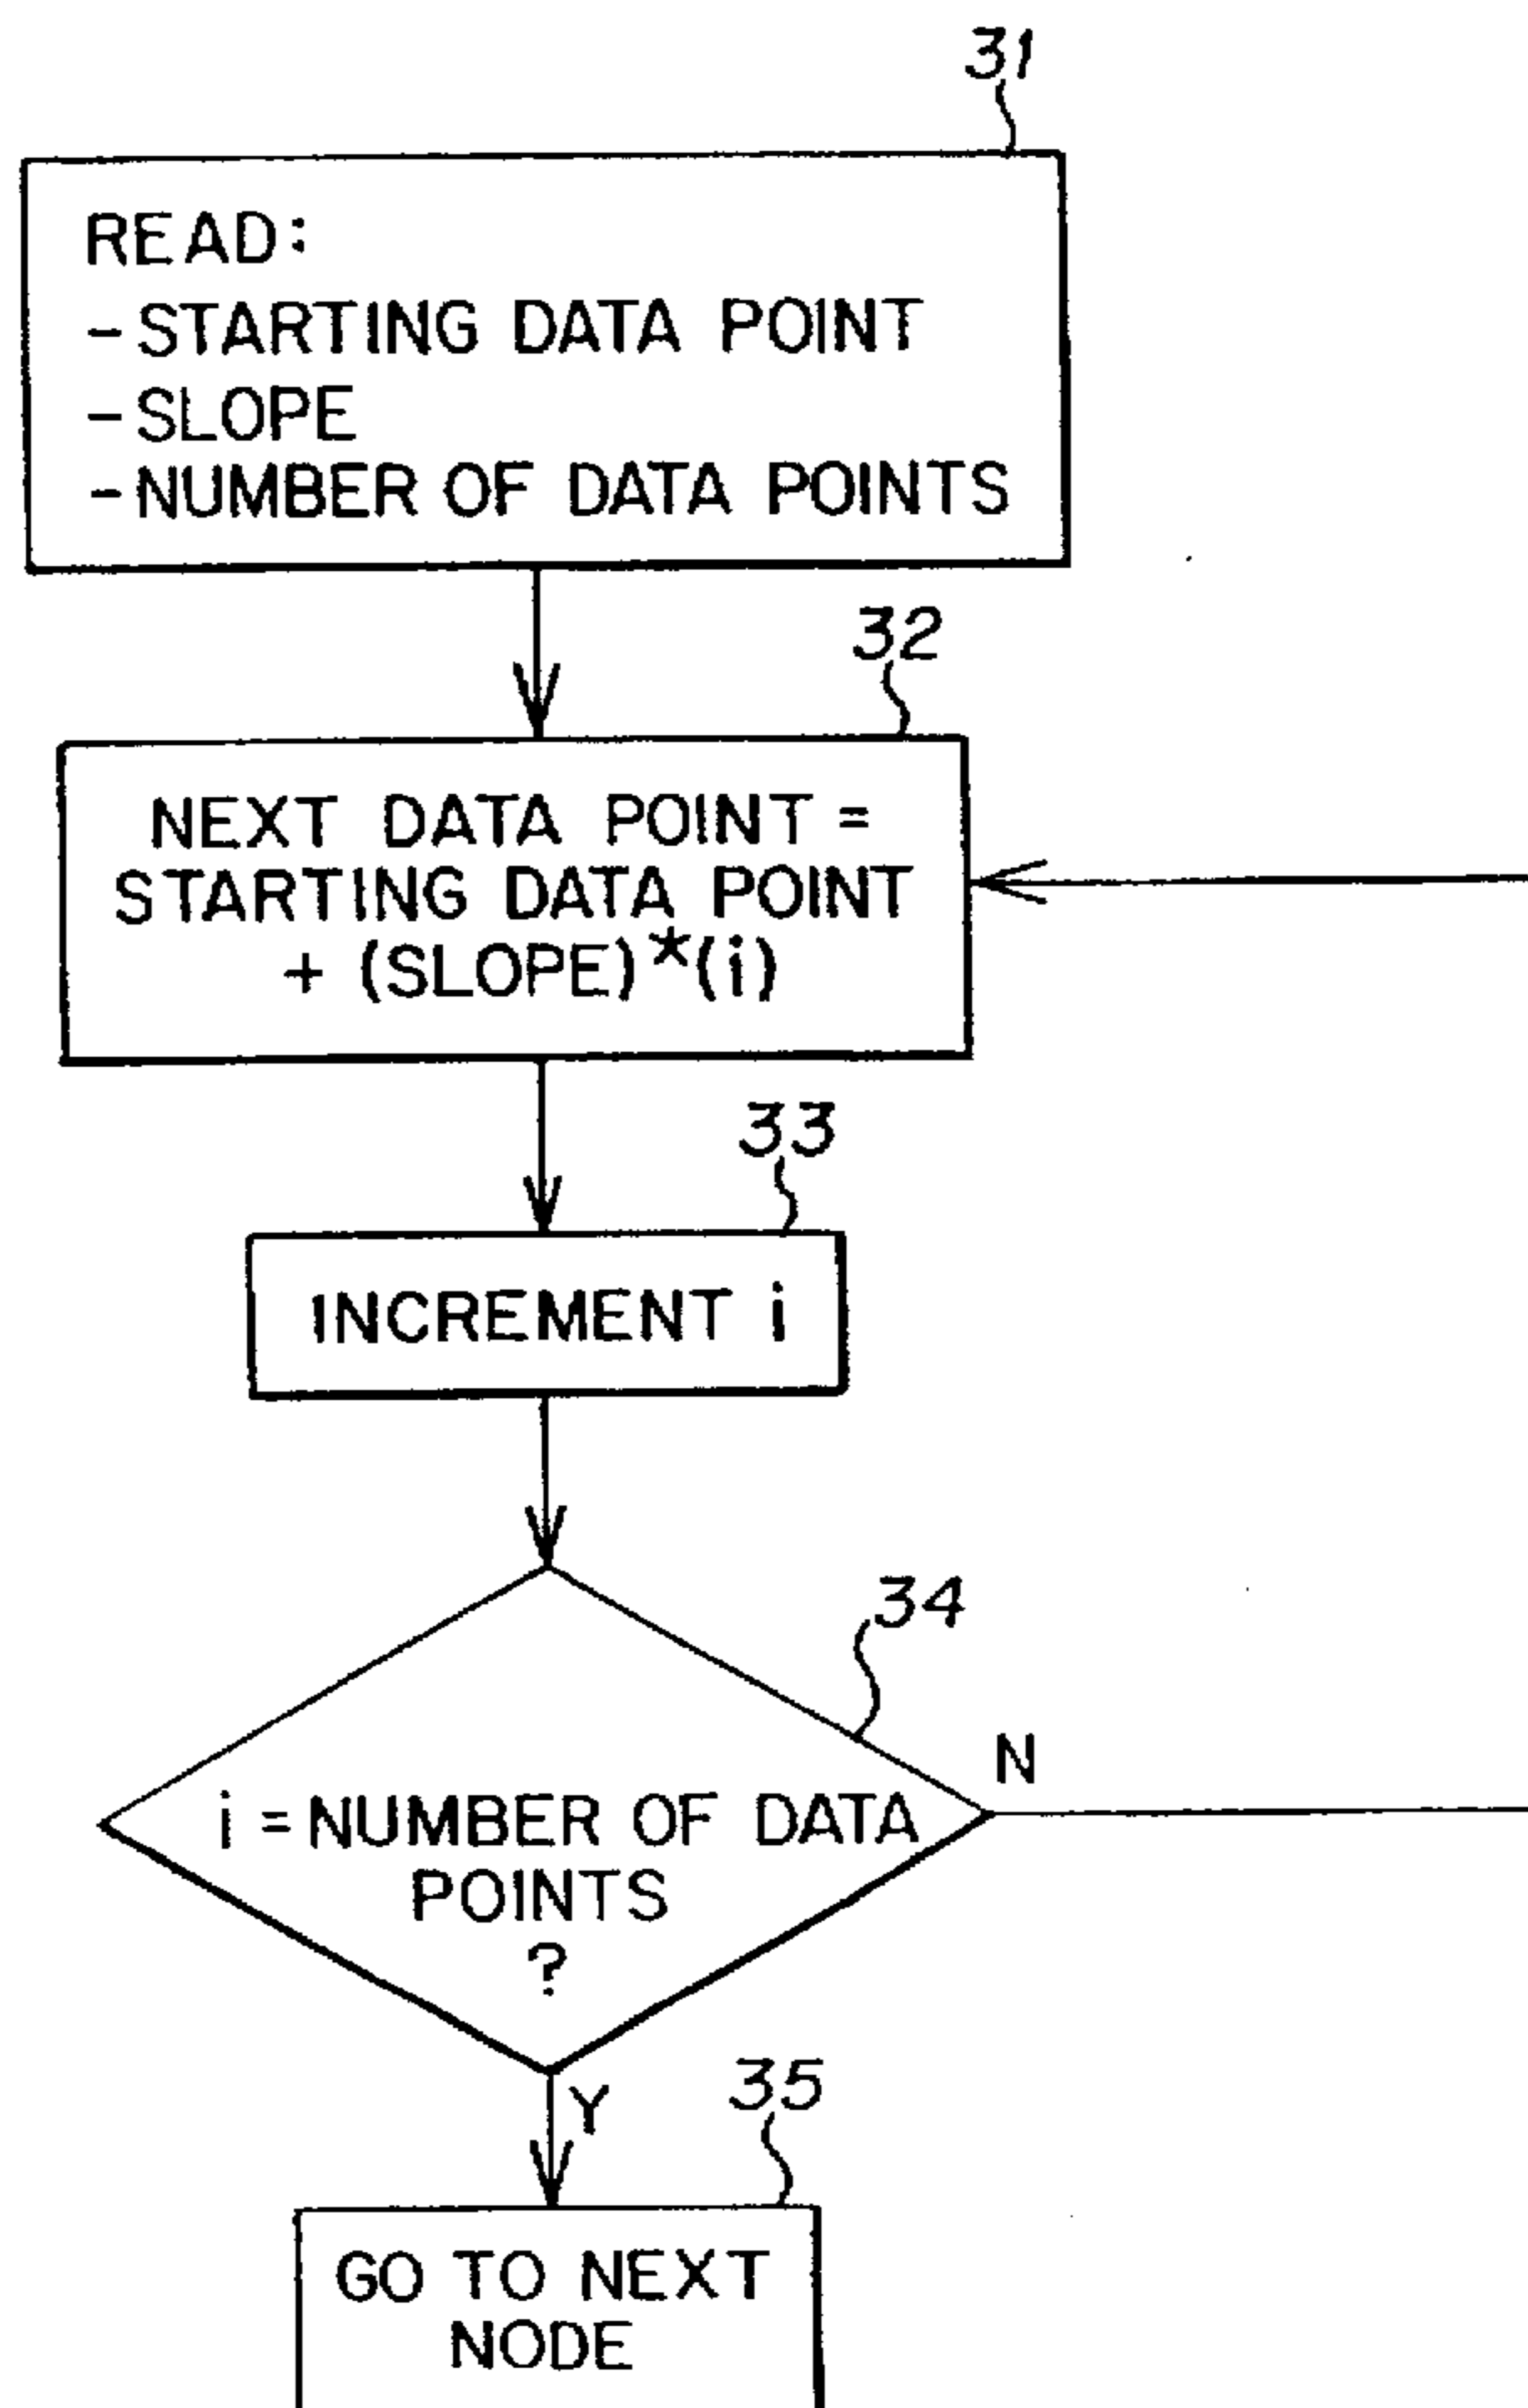 31
READ:
-STARTING DATA POINT
-SLOPE
-NUMBER OF DATA POINTS
32
NEXT DATA POINT =
STARTING DATA POINT
+ (SLOPE)*(i)
33
INCREMENT i
34
N
i = NUMBER OF DATA
POINTS
?
Y
35
GO TO NEXT
NODE